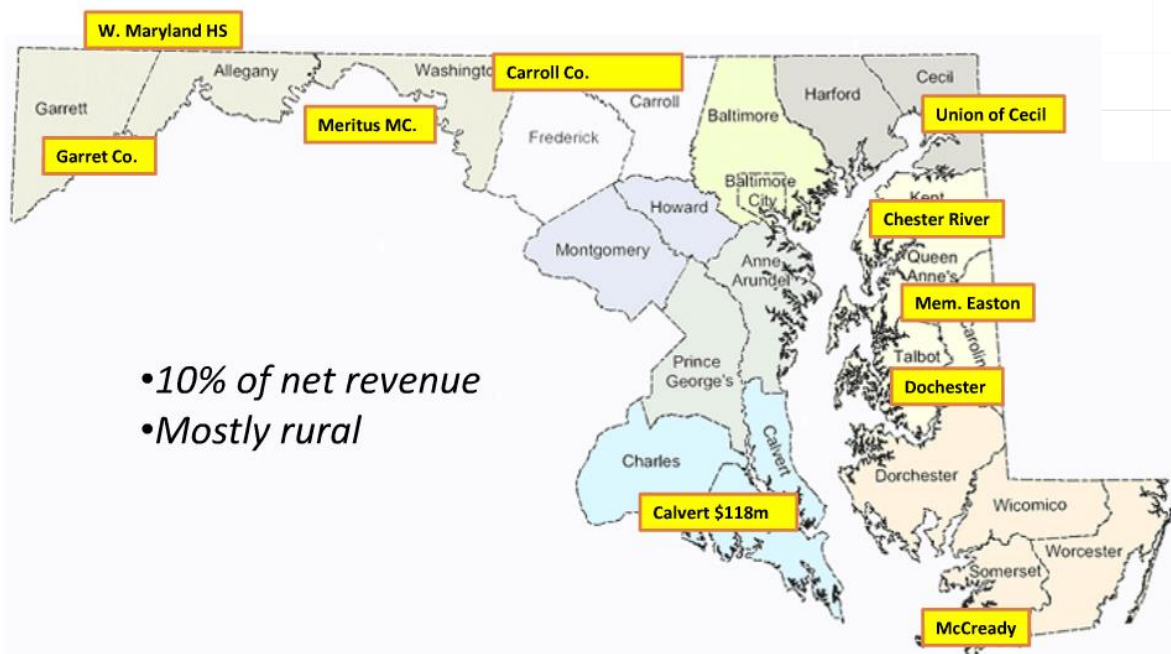 W. Maryland HS
Allegany
Washingto
Carroll Co.
Cecil
Garrett
Harford
Carroll
Baltimore
Union of Cecil
Meritus MC.
Frederick
Garret Co.
Baltimore
City
Kent
Howard
Chester River
Montgomery
Anne
Arundel
Queen
Anne's
Mem. Easton
Carolin
Prince
George's
Talbot
Dochester
•10% of net revenue
•Mostly rural
Calvert
Charles
Dorchester
Calvert $118m
Wicomico
Worcester
Somerset
McCready